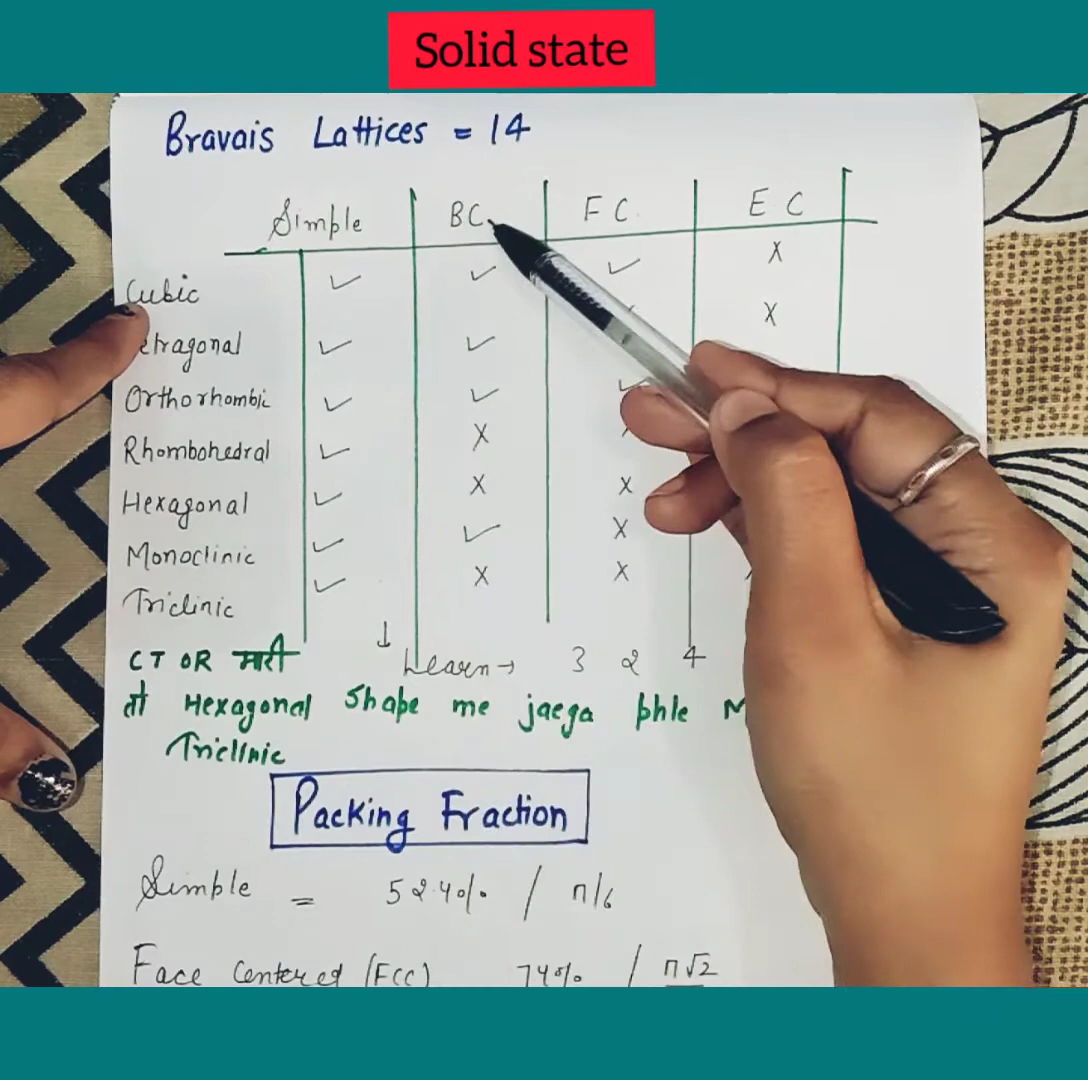 Solid state
Bravais Lattices = 14
Simple BC FC EC
Cubic ✓ ✓ ✓ X
etragonal ✓ ✓ X
Orthorhombic ✓ ✓ ✓
Rhombohedral ✓ X
Hexagonal ✓ X X
Monoclinic ✓ ✓ X
Triclinic ✓ X X
CT OR मारी ↓ Learn → 3 2 4
तो Hexagonal Shape me jaega phle M
Triclinic
Packing Fraction
Simple = 52.4% / π/6
Face Centered (FCC) 74% / π√2